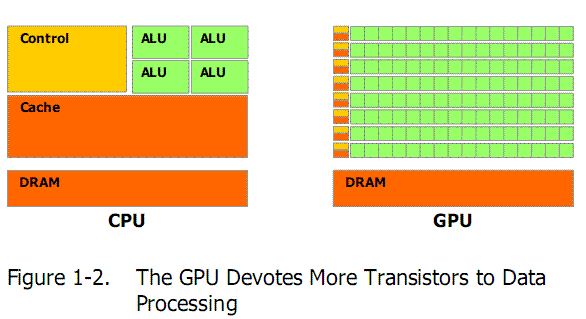 Control
ALU ALU
ALU ALU
Cache
DRAM
CPU
DRAM
GPU
Figure 1-2. The GPU Devotes More Transistors to Data
Processing